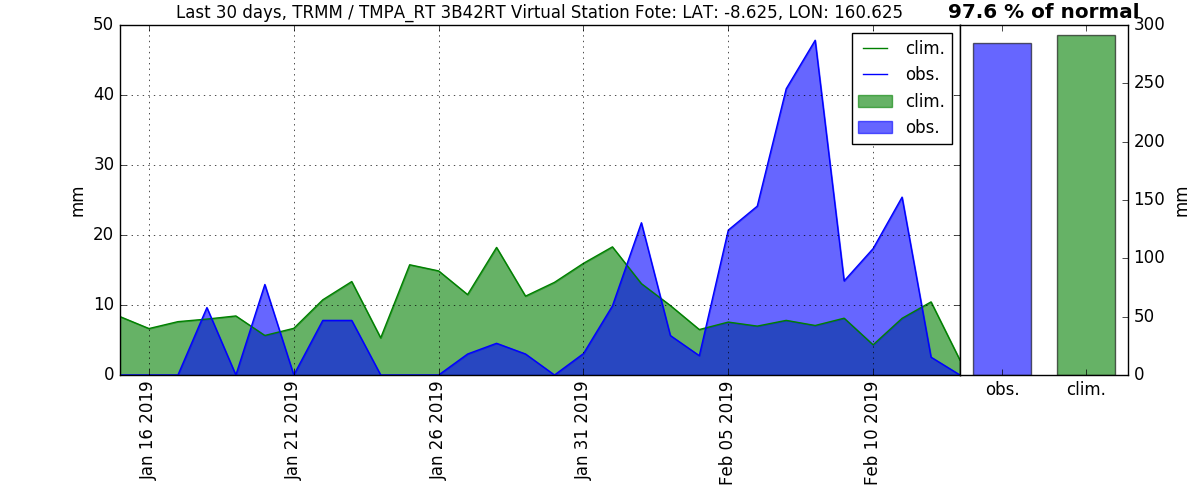 Last 30 days, TRMM / TMPA_RT 3B42RT Virtual Station Fote: LAT: -8.625, LON: 160.625
97.6 % of normal
50
40
30
20
10
0
mm
clim.
obs.
clim.
obs.
300
250
200
150
100
50
0
mm
obs.
clim.
Jan 16 2019
Jan 21 2019
Jan 26 2019
Jan 31 2019
Feb 05 2019
Feb 10 2019